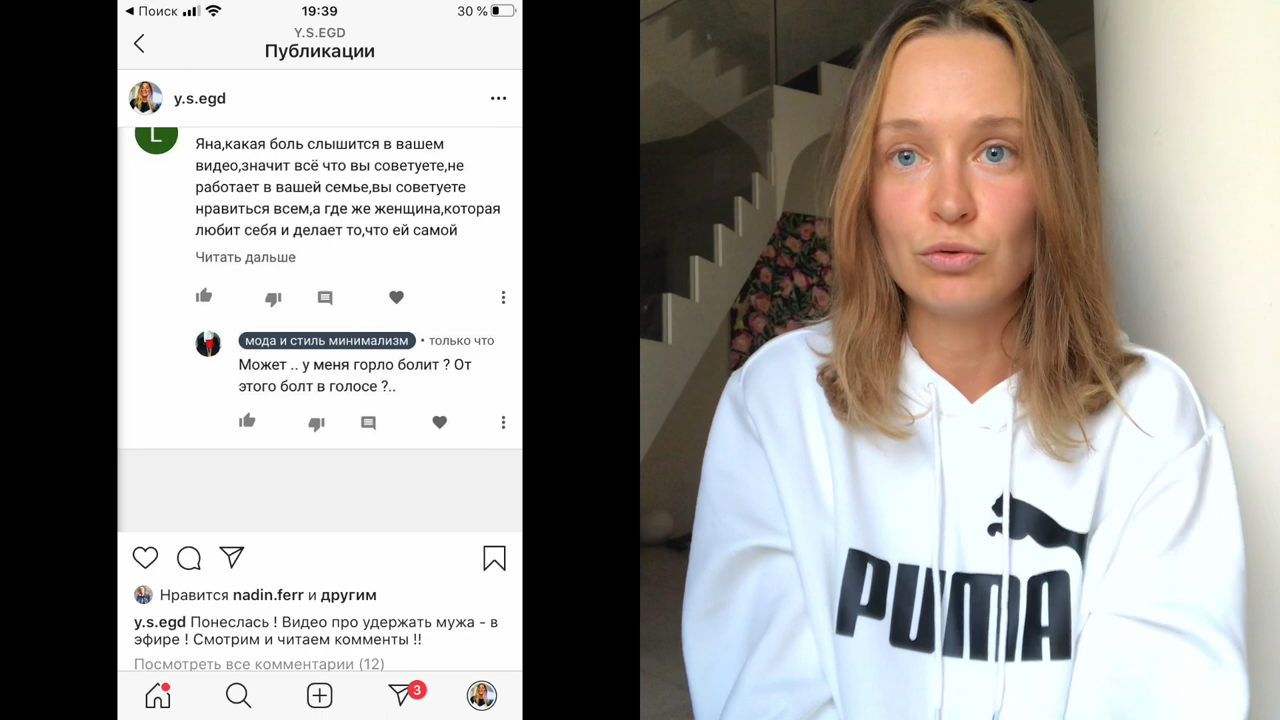 Поиск
19:39
30 %
Y.S.EGD
Публикации
y.s.egd
L
Яна,какая боль слышится в вашем
видео,значит всё что вы советуете,не
работает в вашей семье,вы советуете
нравиться всем,а где же женщина,которая
любит себя и делает то,что ей самой
Читать дальше
мода и стиль минимализм • только что
Может .. у меня горло болит ? От
этого болт в голосе ?..
Нравится nadin.ferr и другим
y.s.egd Понеслась ! Видео про удержать мужа - в
эфире ! Смотрим и читаем комменты !!
Посмотреть все комментарии (12)
3
PUMA